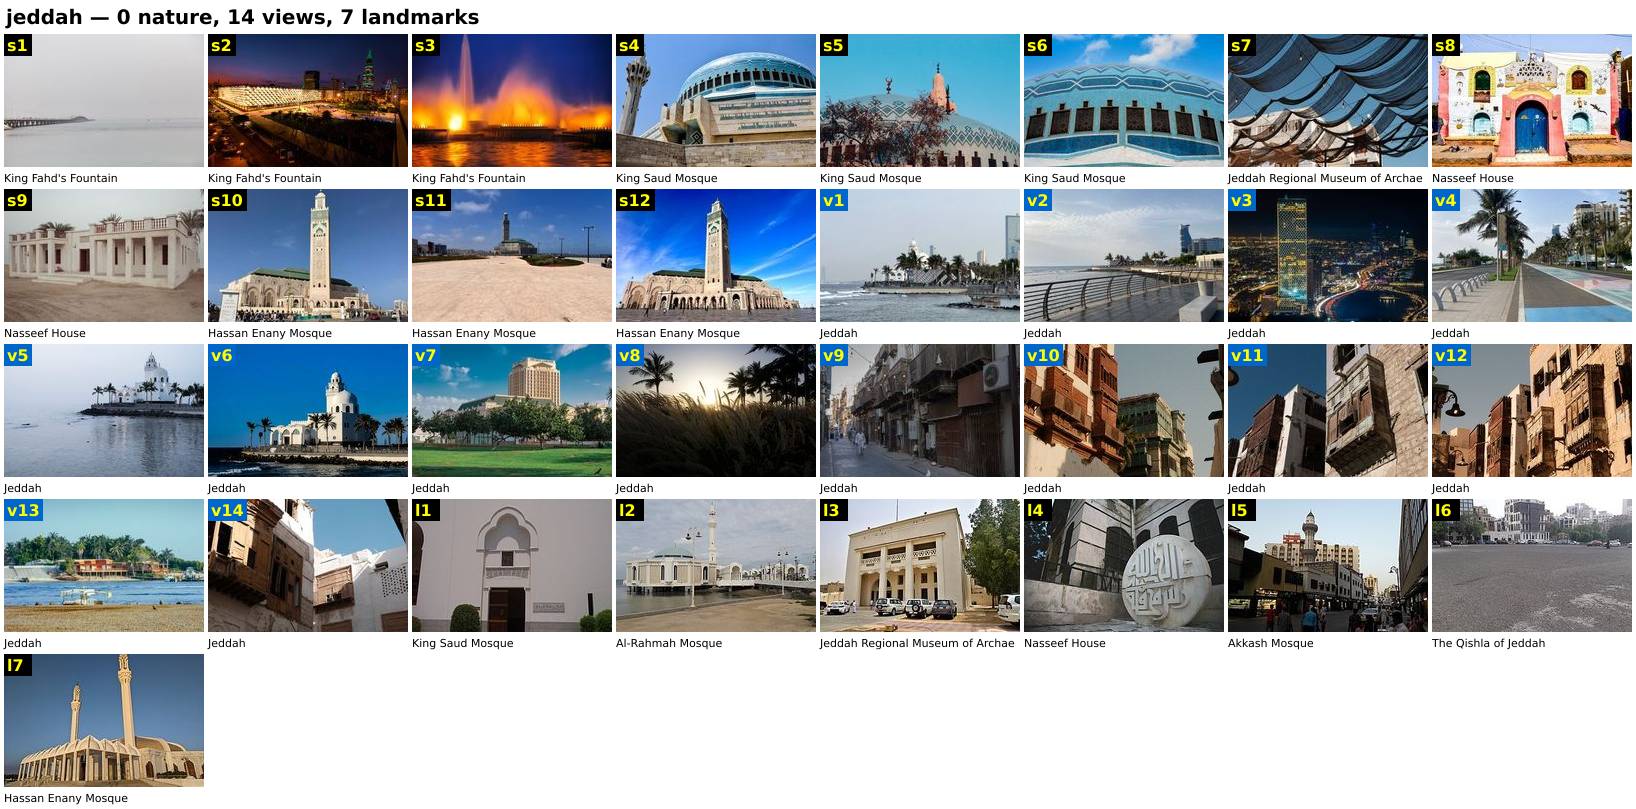 jeddah — 0 nature, 14 views, 7 landmarks
s1
s2
s3
s4
s5
s6
s7
s8
King Fahd's Fountain
King Fahd's Fountain
King Fahd's Fountain
King Saud Mosque
King Saud Mosque
King Saud Mosque
Jeddah Regional Museum of Archae
Nasseef House
s9
s10
s11
s12
v1
v2
v3
v4
Nasseef House
Hassan Enany Mosque
Hassan Enany Mosque
Hassan Enany Mosque
Jeddah
Jeddah
Jeddah
Jeddah
v5
v6
v7
v8
v9
v10
v11
v12
Jeddah
Jeddah
Jeddah
Jeddah
Jeddah
Jeddah
Jeddah
Jeddah
v13
v14
l1
l2
l3
l4
l5
l6
Jeddah
Jeddah
King Saud Mosque
Al-Rahmah Mosque
Jeddah Regional Museum of Archae
Nasseef House
Akkash Mosque
The Qishla of Jeddah
l7
Hassan Enany Mosque